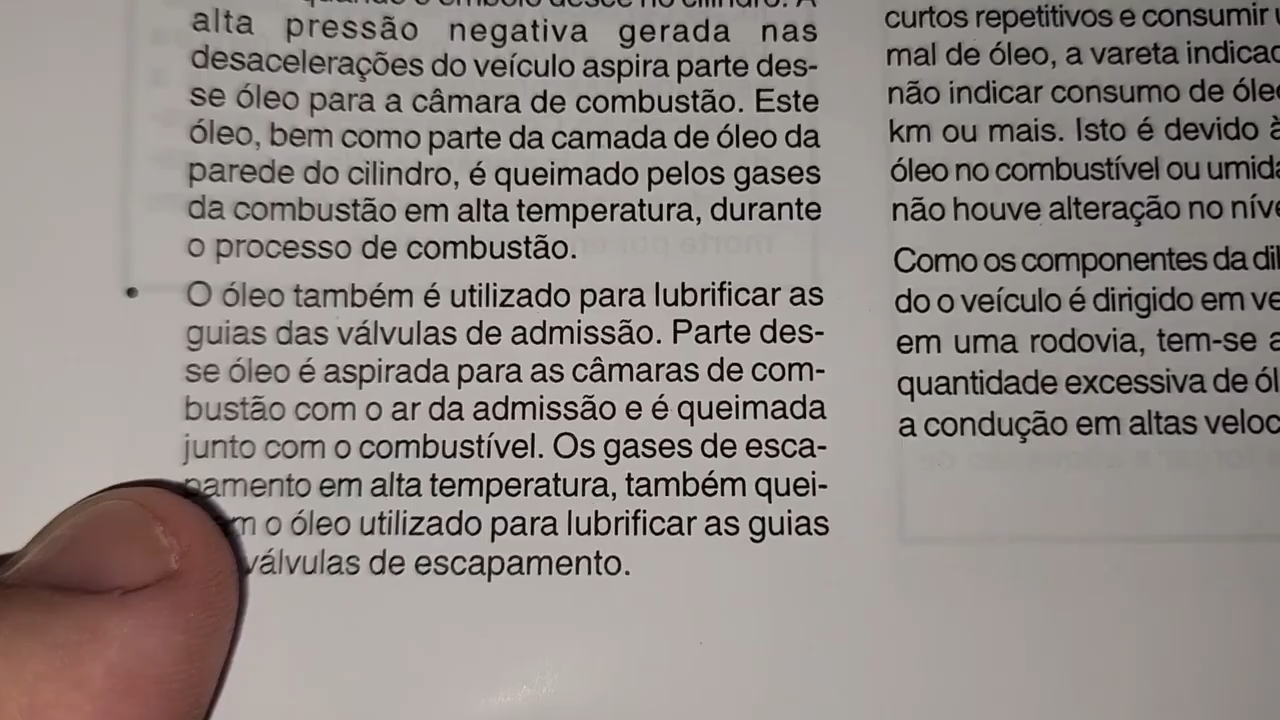 alta pressão negativa gerada nas
desacelerações do veículo aspira parte des-
se óleo para a câmara de combustão. Este
óleo, bem como parte da camada de óleo da
parede do cilindro, é queimado pelos gases
da combustão em alta temperatura, durante
o processo de combustão.
• O óleo também é utilizado para lubrificar as
guias das válvulas de admissão. Parte des-
se óleo é aspirada para as câmaras de com-
bustão com o ar da admissão e é queimada
junto com o combustível. Os gases de esca-
pamento em alta temperatura, também quei-
m o óleo utilizado para lubrificar as guias
válvulas de escapamento.
curtos repetitivos e consumir
mal de óleo, a vareta indicad
não indicar consumo de óle
km ou mais. Isto é devido à
óleo no combustível ou umida
não houve alteração no níve
Como os componentes da dil
do o veículo é dirigido em ve
em uma rodovia, tem-se a
quantidade excessiva de ól
a condução em altas veloc